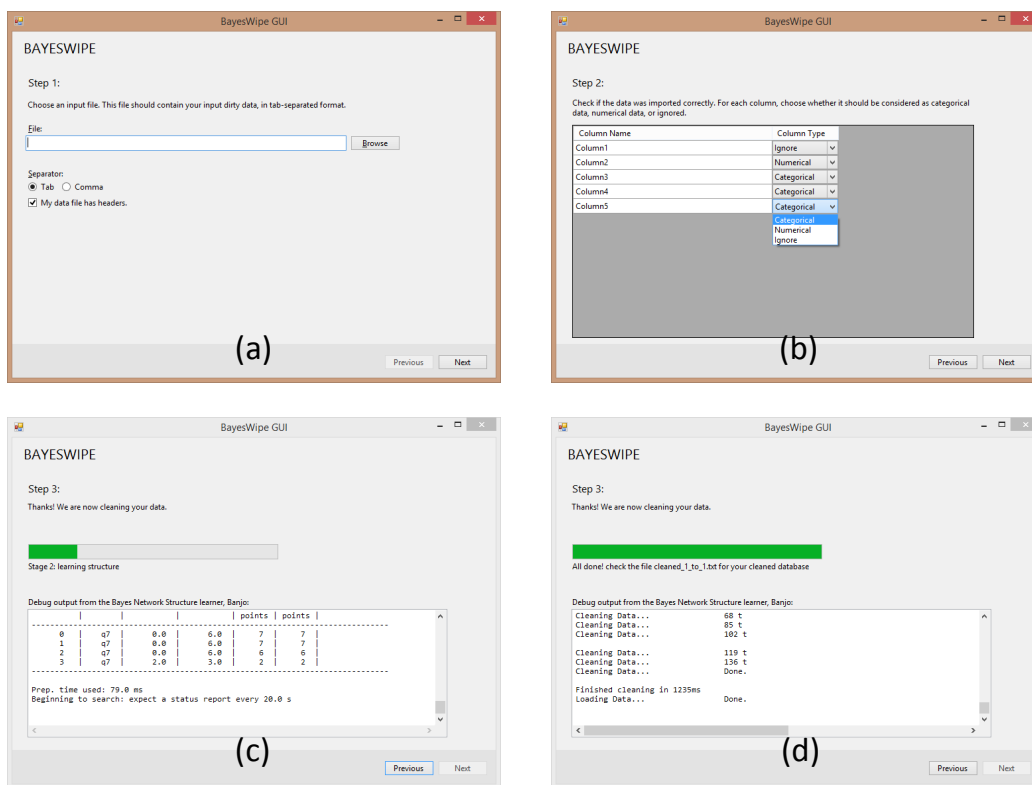 BayesWipe GUI
BAYESWIPE
Step 1:
Choose an input file. This file should contain your input dirty data, in tab-separated format.
File:
Browse
Separator:
Tab Comma
My data file has headers.
(a)
Previous Next
BayesWipe GUI
BAYESWIPE
Step 2:
Check if the data was imported correctly. For each column, choose whether it should be considered as categorical
data, numerical data, or ignored.
Column Name Column Type
Column1 Ignore
Column2 Numerical
Column3 Categorical
Column4 Categorical
Column5 Categorical
Categorical
Numerical
Ignore
(b)
Previous Next
BayesWipe GUI
BAYESWIPE
Step 3:
Thanks! We are now cleaning your data.
Stage 2: learning structure
Debug output from the Bayes Network Structure learner, Banjo:
| | | | points | points |
--------------------------------------------------------------------------------
0 | q7 | 0.0 | 6.0 | 7 | 7 |
1 | q7 | 0.0 | 6.0 | 7 | 7 |
2 | q7 | 0.0 | 6.0 | 6 | 6 |
3 | q7 | 2.0 | 3.0 | 2 | 2 |
--------------------------------------------------------------------------------
Prep. time used: 79.0 ms
Beginning to search: expect a status report every 20.0 s
(c)
Previous Next
BayesWipe GUI
BAYESWIPE
Step 3:
Thanks! We are now cleaning your data.
All done! check the file cleaned_1_to_1.txt for your cleaned database
Debug output from the Bayes Network Structure learner, Banjo:
Cleaning Data... 68 t
Cleaning Data... 85 t
Cleaning Data... 102 t
Cleaning Data... 119 t
Cleaning Data... 136 t
Cleaning Data... Done.
Finished cleaning in 1235ms
Loading Data... Done.
(d)
Previous Next